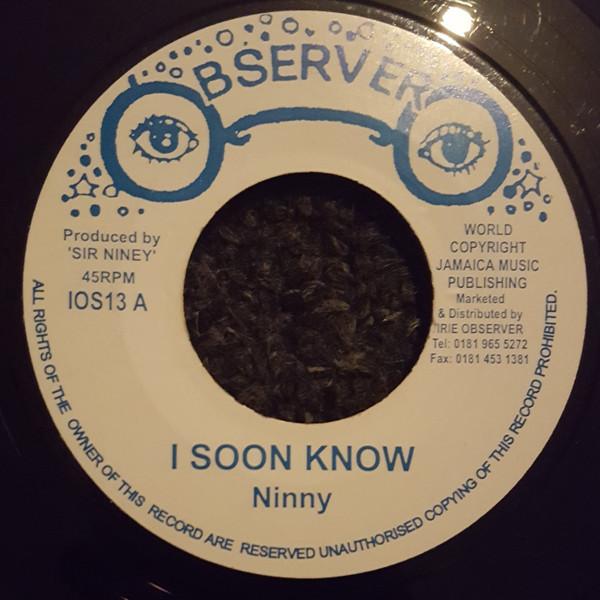 OBSERVER
Produced by
'SIR NINEY'
45RPM
IOS13 A
WORLD
COPYRIGHT
JAMAICA MUSIC
PUBLISHING
Marketed
& Distributed by
'IRIE OBSERVER
Tel: 0181 965 5272
Fax: 0181 453 1381
I SOON KNOW
Ninny
ALL RIGHTS OF THE OWNER OF THIS RECORD ARE RESERVED UNAUTHORISED COPYING OF THIS RECORD PROHIBITED.